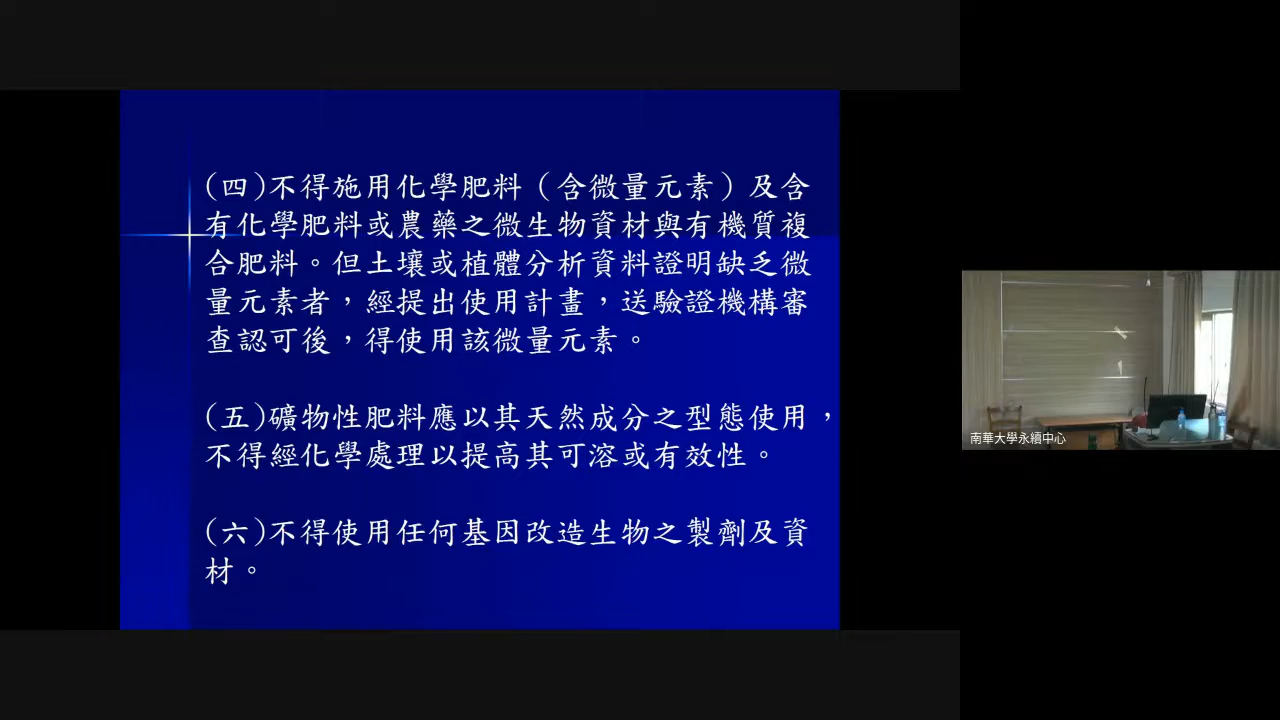 (四)不得施用化學肥料（含微量元素）及含
有化學肥料或農藥之微生物資材與有機質複
合肥料。但土壤或植體分析資料證明缺乏微
量元素者，經提出使用計畫，送驗證機構審
查認可後，得使用該微量元素。
(五)礦物性肥料應以其天然成分之型態使用，
不得經化學處理以提高其可溶或有效性。
(六)不得使用任何基因改造生物之製劑及資
材。
南華大學永續中心